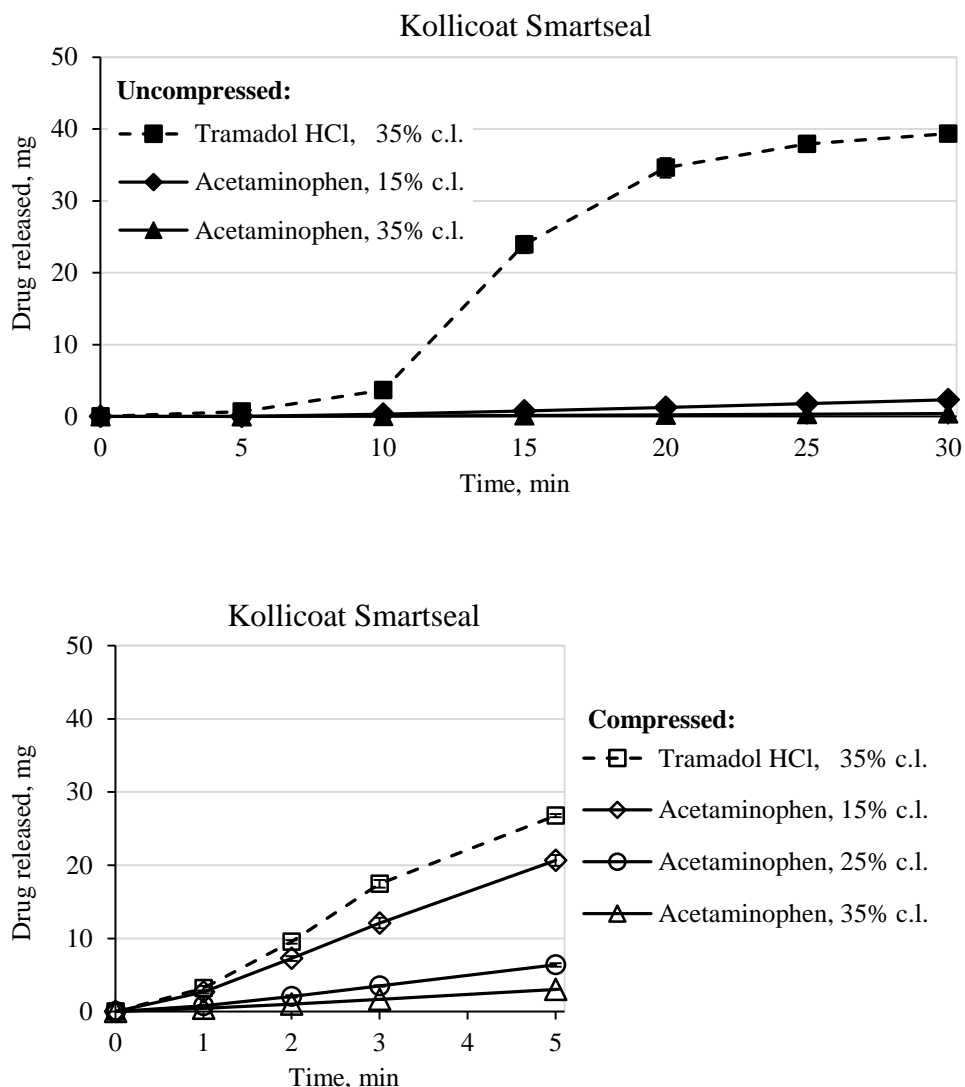 Kollicoat Smartseal
50
40
30
20
10
0
Drug released, mg
Uncompressed:
Tramadol HCl, 35% c.l.
Acetaminophen, 15% c.l.
Acetaminophen, 35% c.l.
0 5 10 15 20 25 30
Time, min
Kollicoat Smartseal
50
40
30
20
10
0
Drug released, mg
0 1 2 3 4 5
Time, min
Compressed:
Tramadol HCl, 35% c.l.
Acetaminophen, 15% c.l.
Acetaminophen, 25% c.l.
Acetaminophen, 35% c.l.